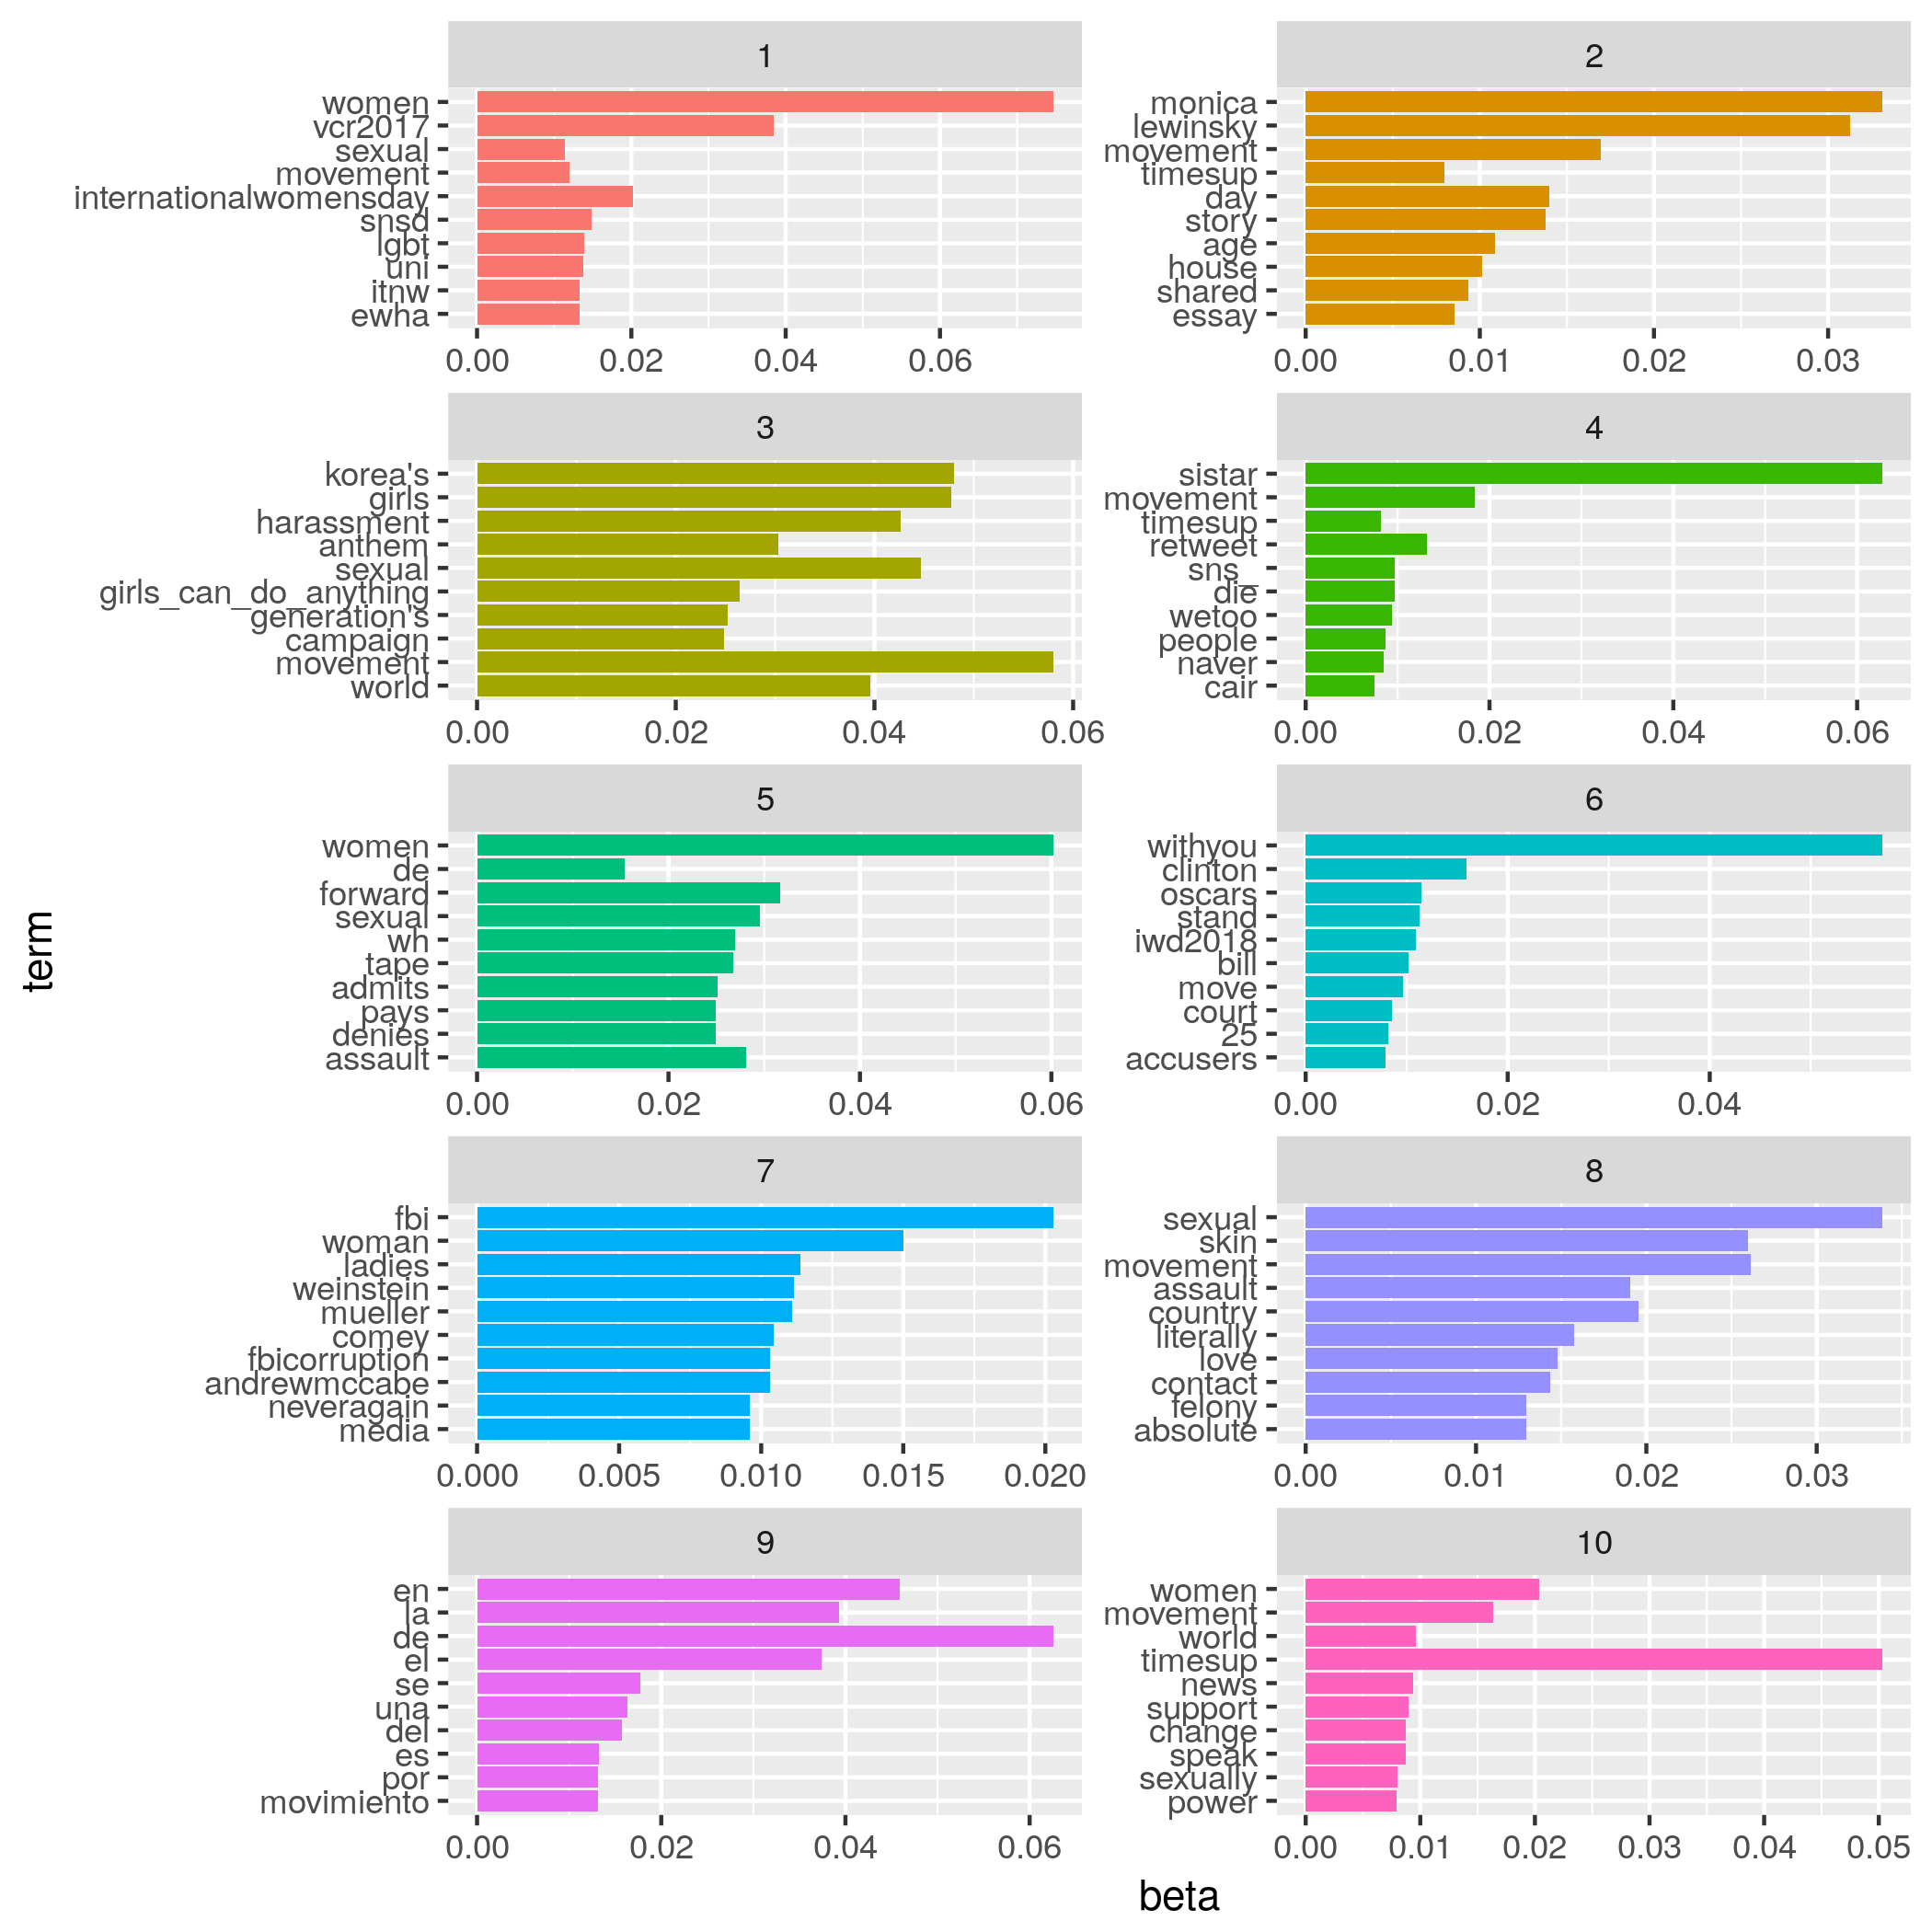 1
women
vcr2017
sexual
movement
internationalwomensday
snsd
lgbt
uni
itnw
ewha
0.00 0.02 0.04 0.06
2
monica
lewinsky
movement
timesup
day
story
age
house
shared
essay
0.00 0.01 0.02 0.03
3
korea's
girls
harassment
anthem
sexual
girls_can_do_anything
generation's
campaign
movement
world
0.00 0.02 0.04 0.06
4
sistar
movement
timesup
retweet
sns_
die
wetoo
people
naver
cair
0.00 0.02 0.04 0.06
5
women
de
forward
sexual
wh
tape
admits
pays
denies
assault
0.00 0.02 0.04 0.06
6
withyou
clinton
oscars
stand
iwd2018
bill
move
court
25
accusers
0.00 0.02 0.04
7
fbi
woman
ladies
weinstein
mueller
comey
fbicorruption
andrewmccabe
neveragain
media
0.000 0.005 0.010 0.015 0.020
8
sexual
skin
movement
assault
country
literally
love
contact
felony
absolute
0.00 0.01 0.02 0.03
9
en
la
de
el
se
una
del
es
por
movimiento
0.00 0.02 0.04 0.06
10
women
movement
world
timesup
news
support
change
speak
sexually
power
0.00 0.01 0.02 0.03 0.04 0.05
term
beta